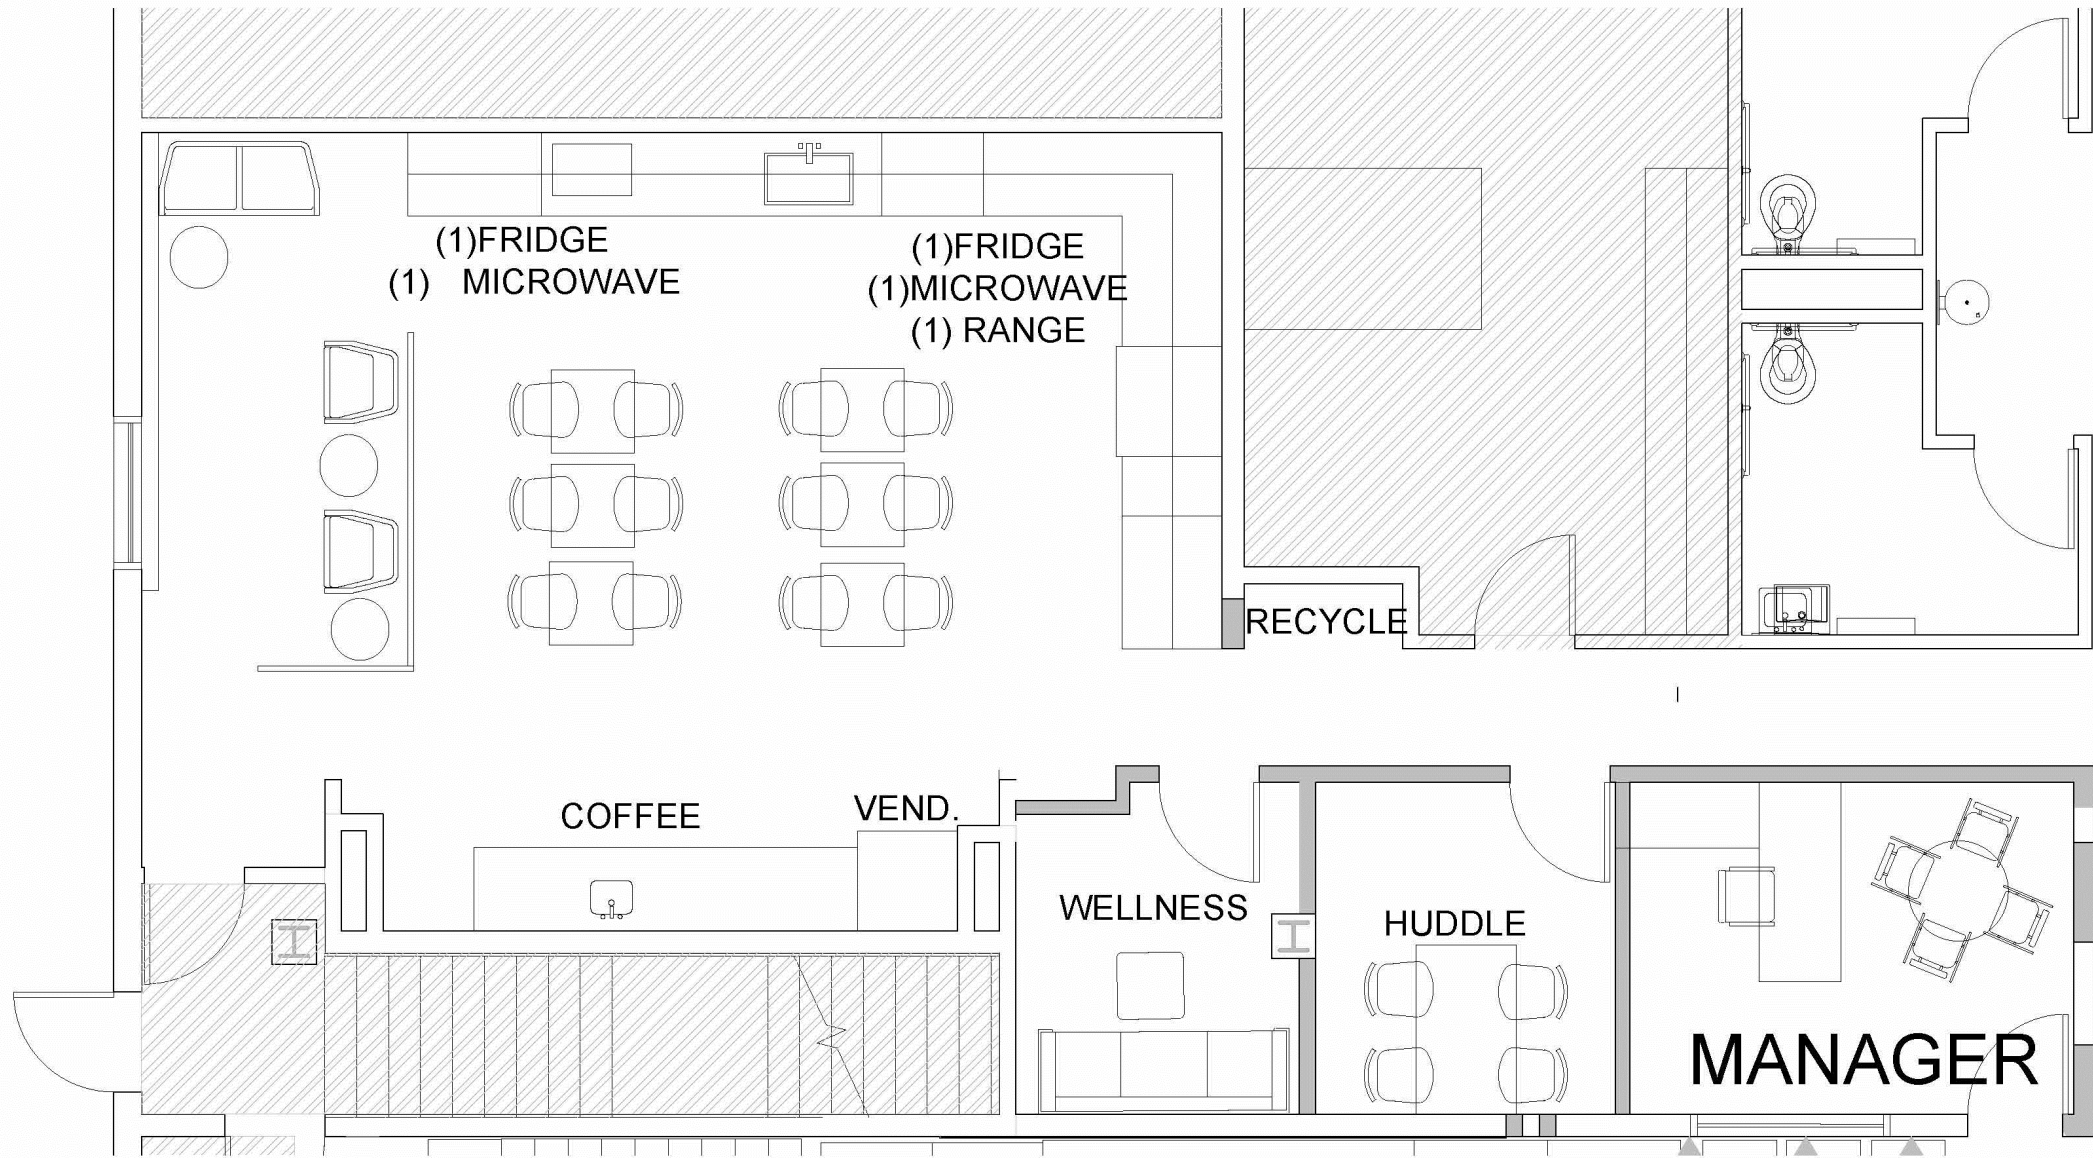 (1)FRIDGE
(1) MICROWAVE
(1)FRIDGE
(1)MICROWAVE
(1) RANGE
RECYCLE
COFFEE
VEND.
WELLNESS
HUDDLE
MANAGER